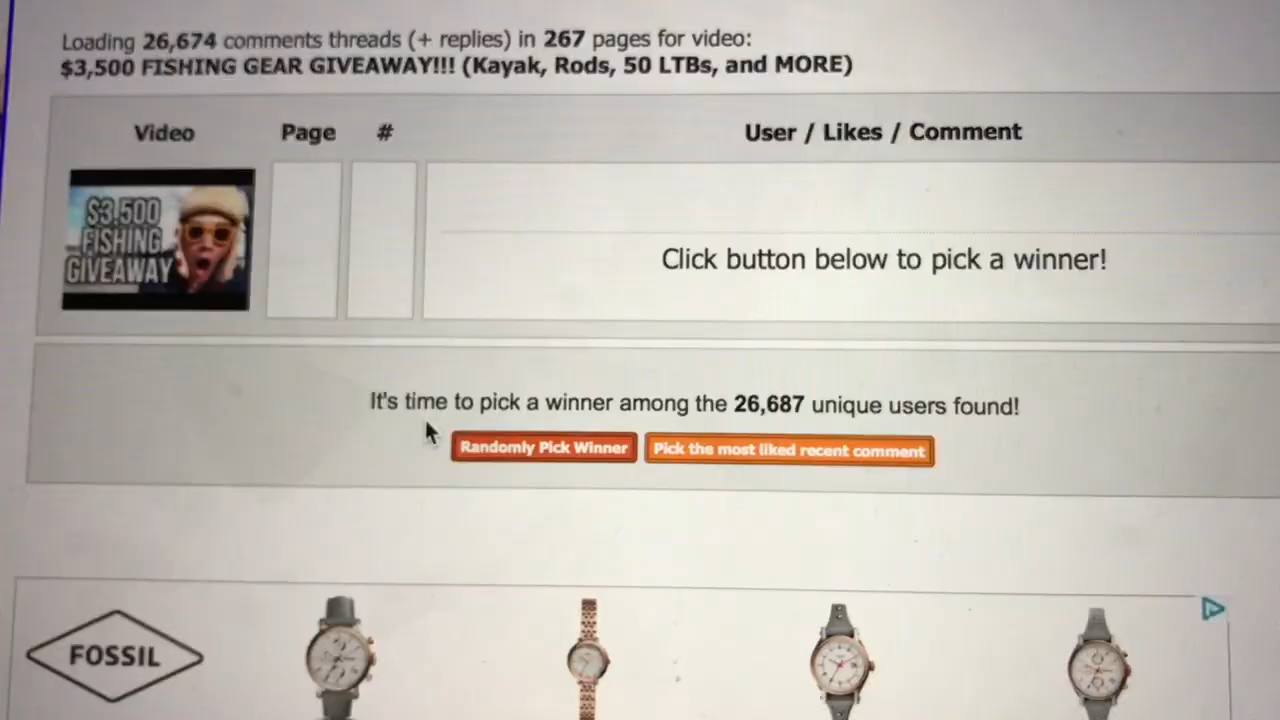 Loading 26,674 comments threads (+ replies) in 267 pages for video:
$3,500 FISHING GEAR GIVEAWAY!!! (Kayak, Rods, 50 LTBs, and MORE)
Video Page # User / Likes / Comment
$3,500
FISHING
GIVEAWAY
Click button below to pick a winner!
It's time to pick a winner among the 26,687 unique users found!
Randomly Pick Winner Pick the most liked recent comment
FOSSIL